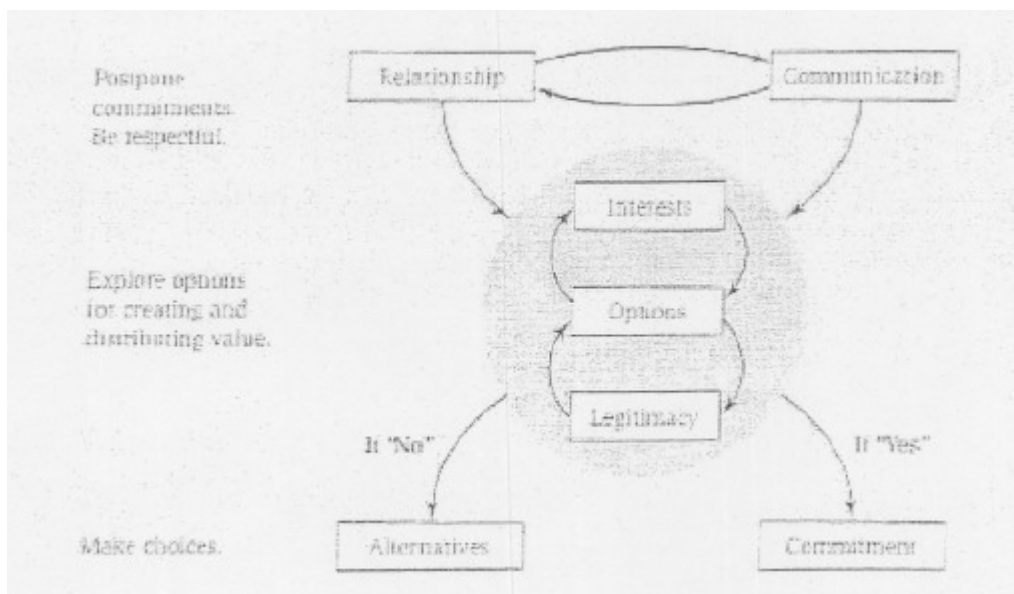 Postpone
commitments.
Be respectful.
Relationship
Communication
Interests
Explore options
for creating and
distributing value.
Options
Legitimacy
If "No"
If "Yes"
Make choices.
Alternatives
Commitment